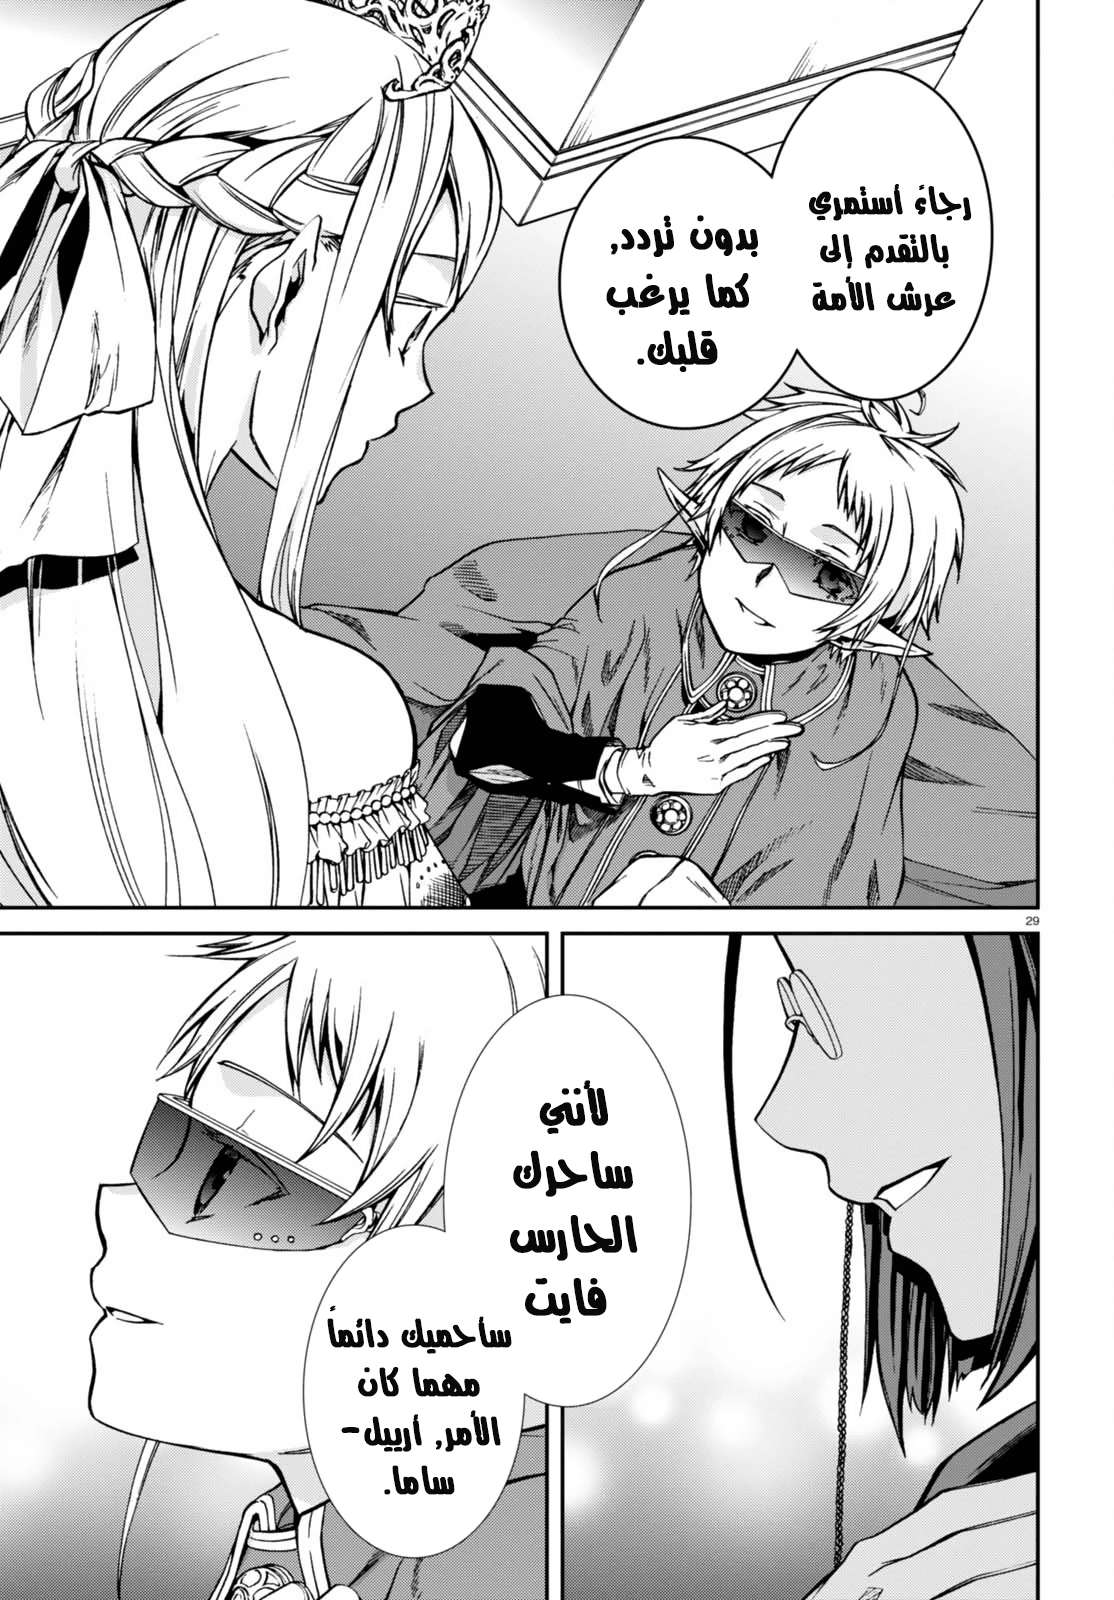 رجاءً أستمري
بالتقدم إلى
عرش الأمة
بدون تردد,
كما يرغب
قلبك.
29
لأنني
ساحرك
الحارس
فايت
سأحميك دائماً
مهما كان
الأمر, أرييل-
ساما.